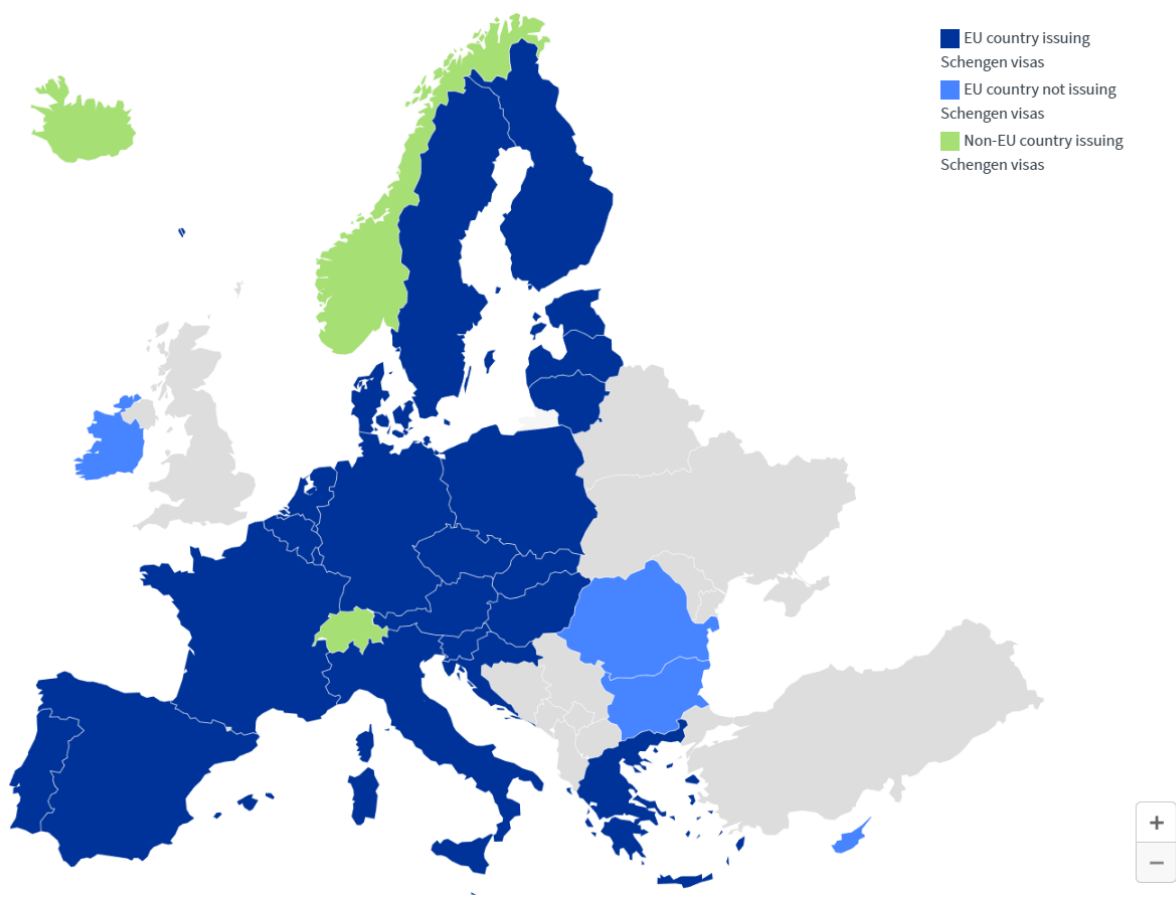 EU country issuing
Schengen visas
EU country not issuing
Schengen visas
Non-EU country issuing
Schengen visas
+
−